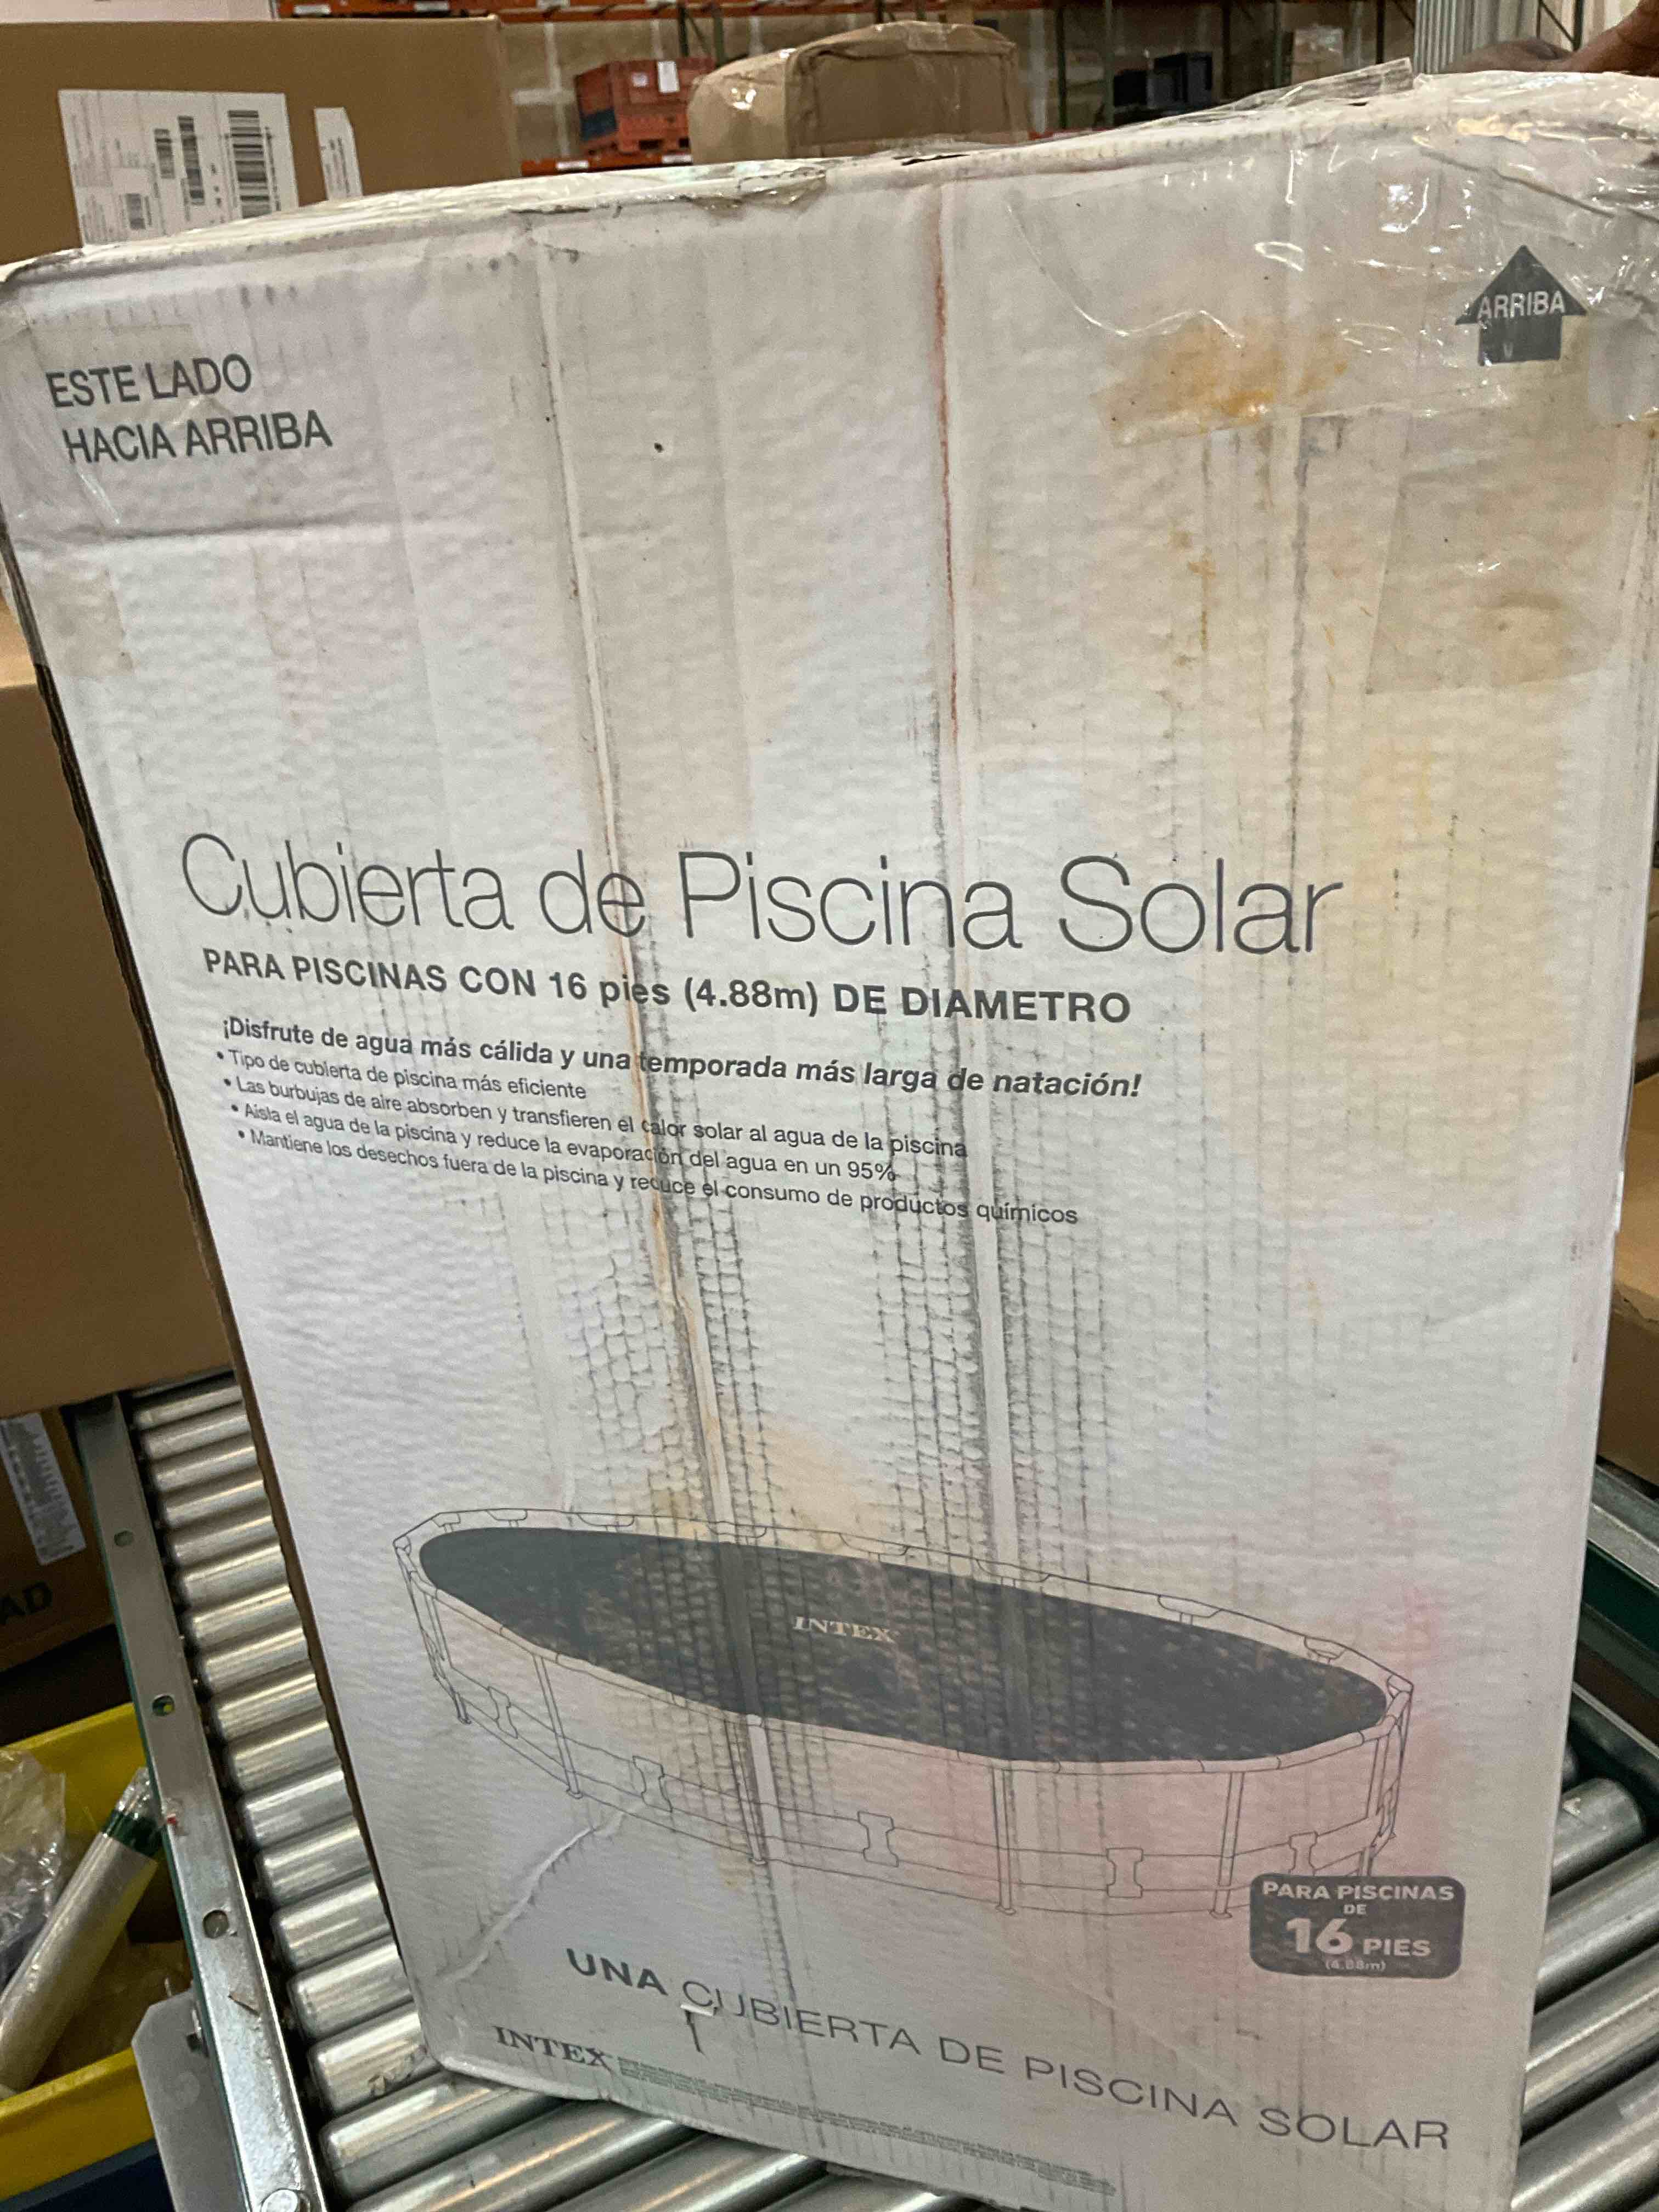 ESTE LADO
HACIA ARRIBA
ARRIBA
Cubierta de Piscina Solar
PARA PISCINAS CON 16 pies (4.88m) DE DIAMETRO
¡Disfrute de agua más cálida y una temporada más larga de natación!
• Tipo de cubierta de piscina más eficiente
• Las burbujas de aire absorben y transfieren el calor solar al agua de la piscina
• Aisla el agua de la piscina y reduce la evaporación del agua en un 95%
• Mantiene los desechos fuera de la piscina y reduce el consumo de productos químicos
INTEX
PARA PISCINAS
DE
16 PIES
(4.88m)
UNA CUBIERTA DE PISCINA SOLAR
INTEX
AD